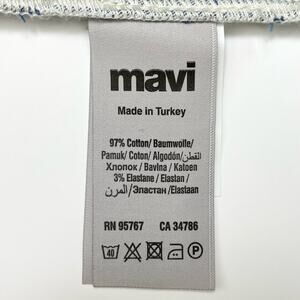 mavi
Made in Turkey
97% Cotton/ Baumwolle/
Pamuk/ Coton/ Algodón/القطن/
Хлопок / Bavlna / Katoen
3% Elastane/ Elastan /
المرن/ Эластан /Elastaan
RN 95767 CA 34786
40 P